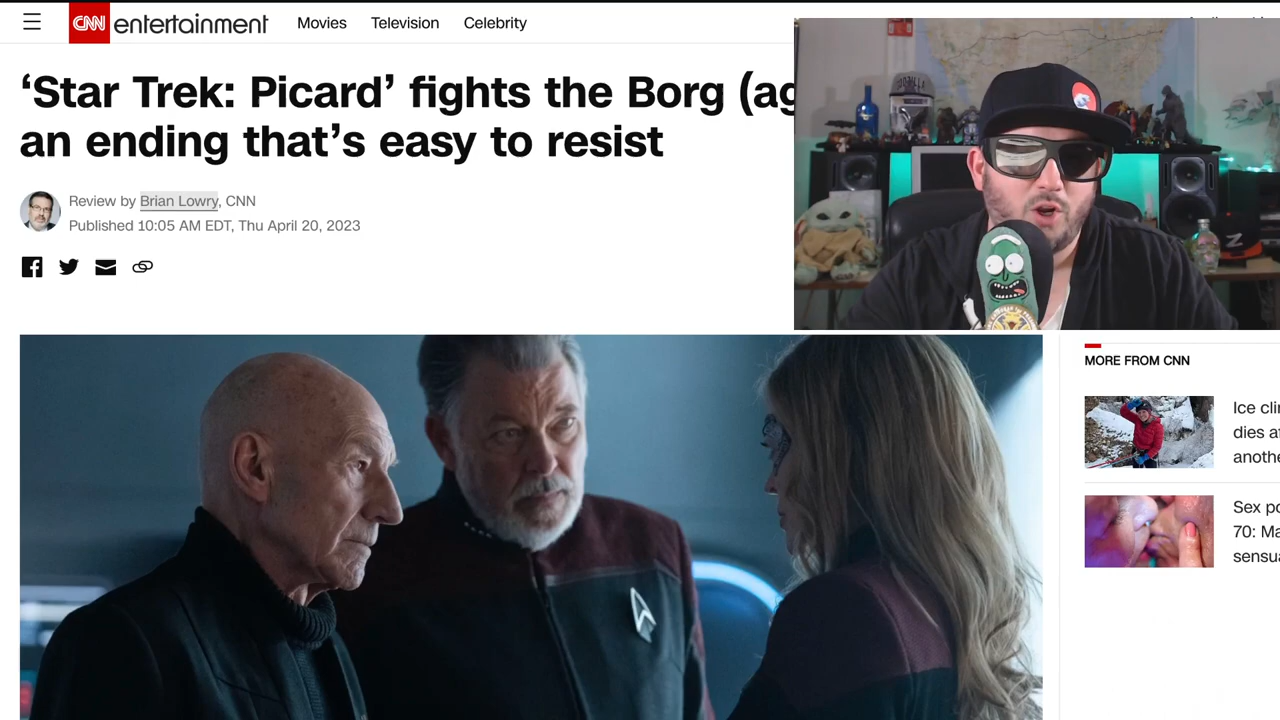 CNN entertainment
Movies
Television
Celebrity
‘Star Trek: Picard’ fights the Borg (ag
an ending that’s easy to resist
Review by Brian Lowry, CNN
Published 10:05 AM EDT, Thu April 20, 2023
MORE FROM CNN
Ice cli
dies a
anothe
Sex po
70: Ma
sensua
Z